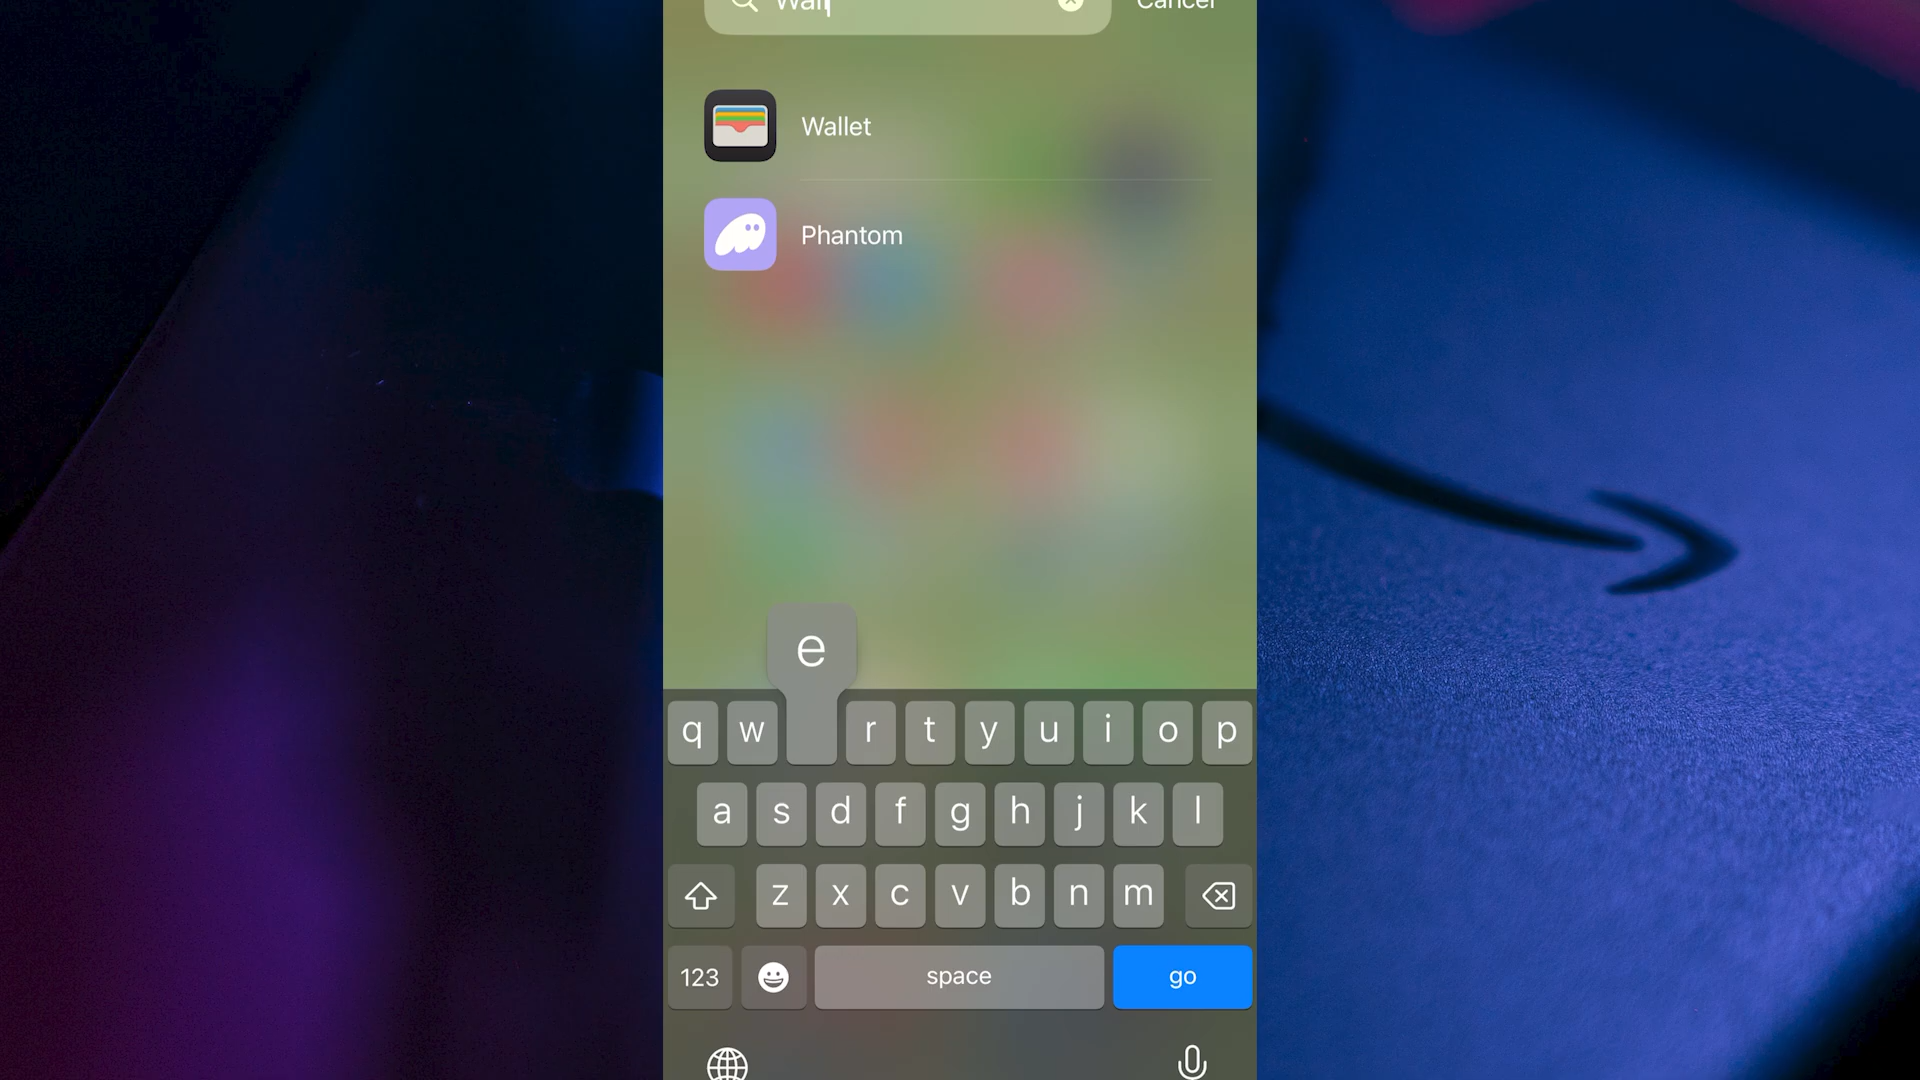 Wall
Cancel
Wallet
Phantom
e
q w r t y u i o p
a s d f g h j k l
z x c v b n m
123 space go